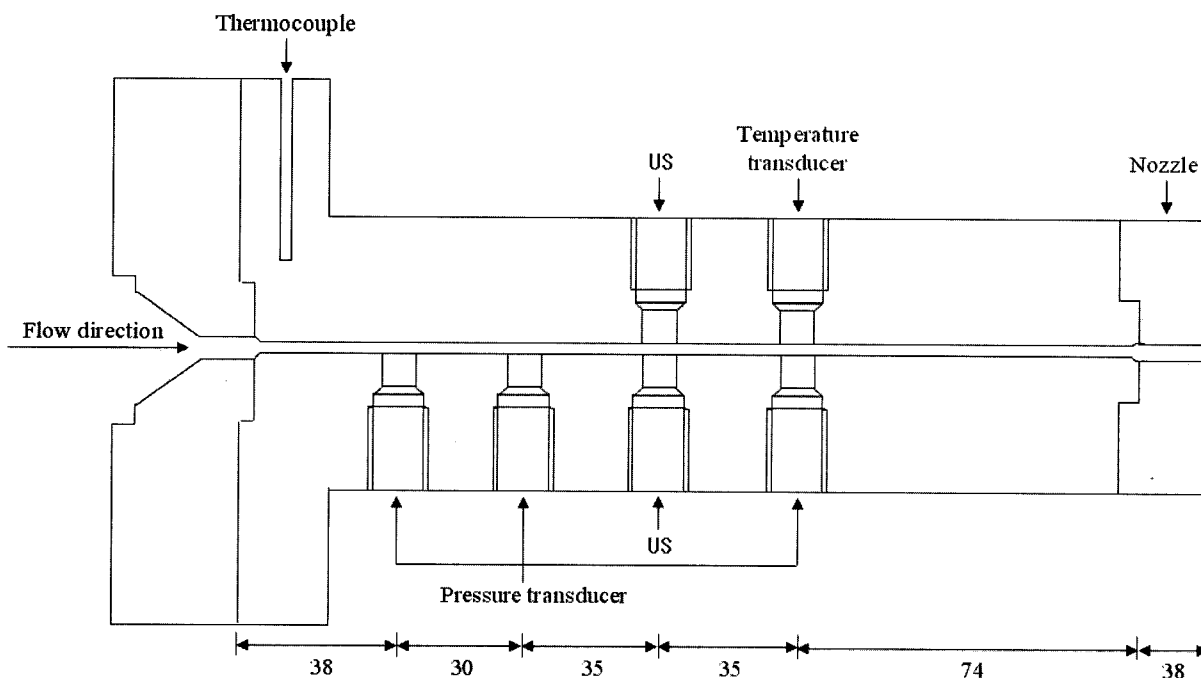 Thermocouple
Temperature
US
transducer
Nozzle
Flow direction
US
Pressure transducer
38
30
35
35
74
38